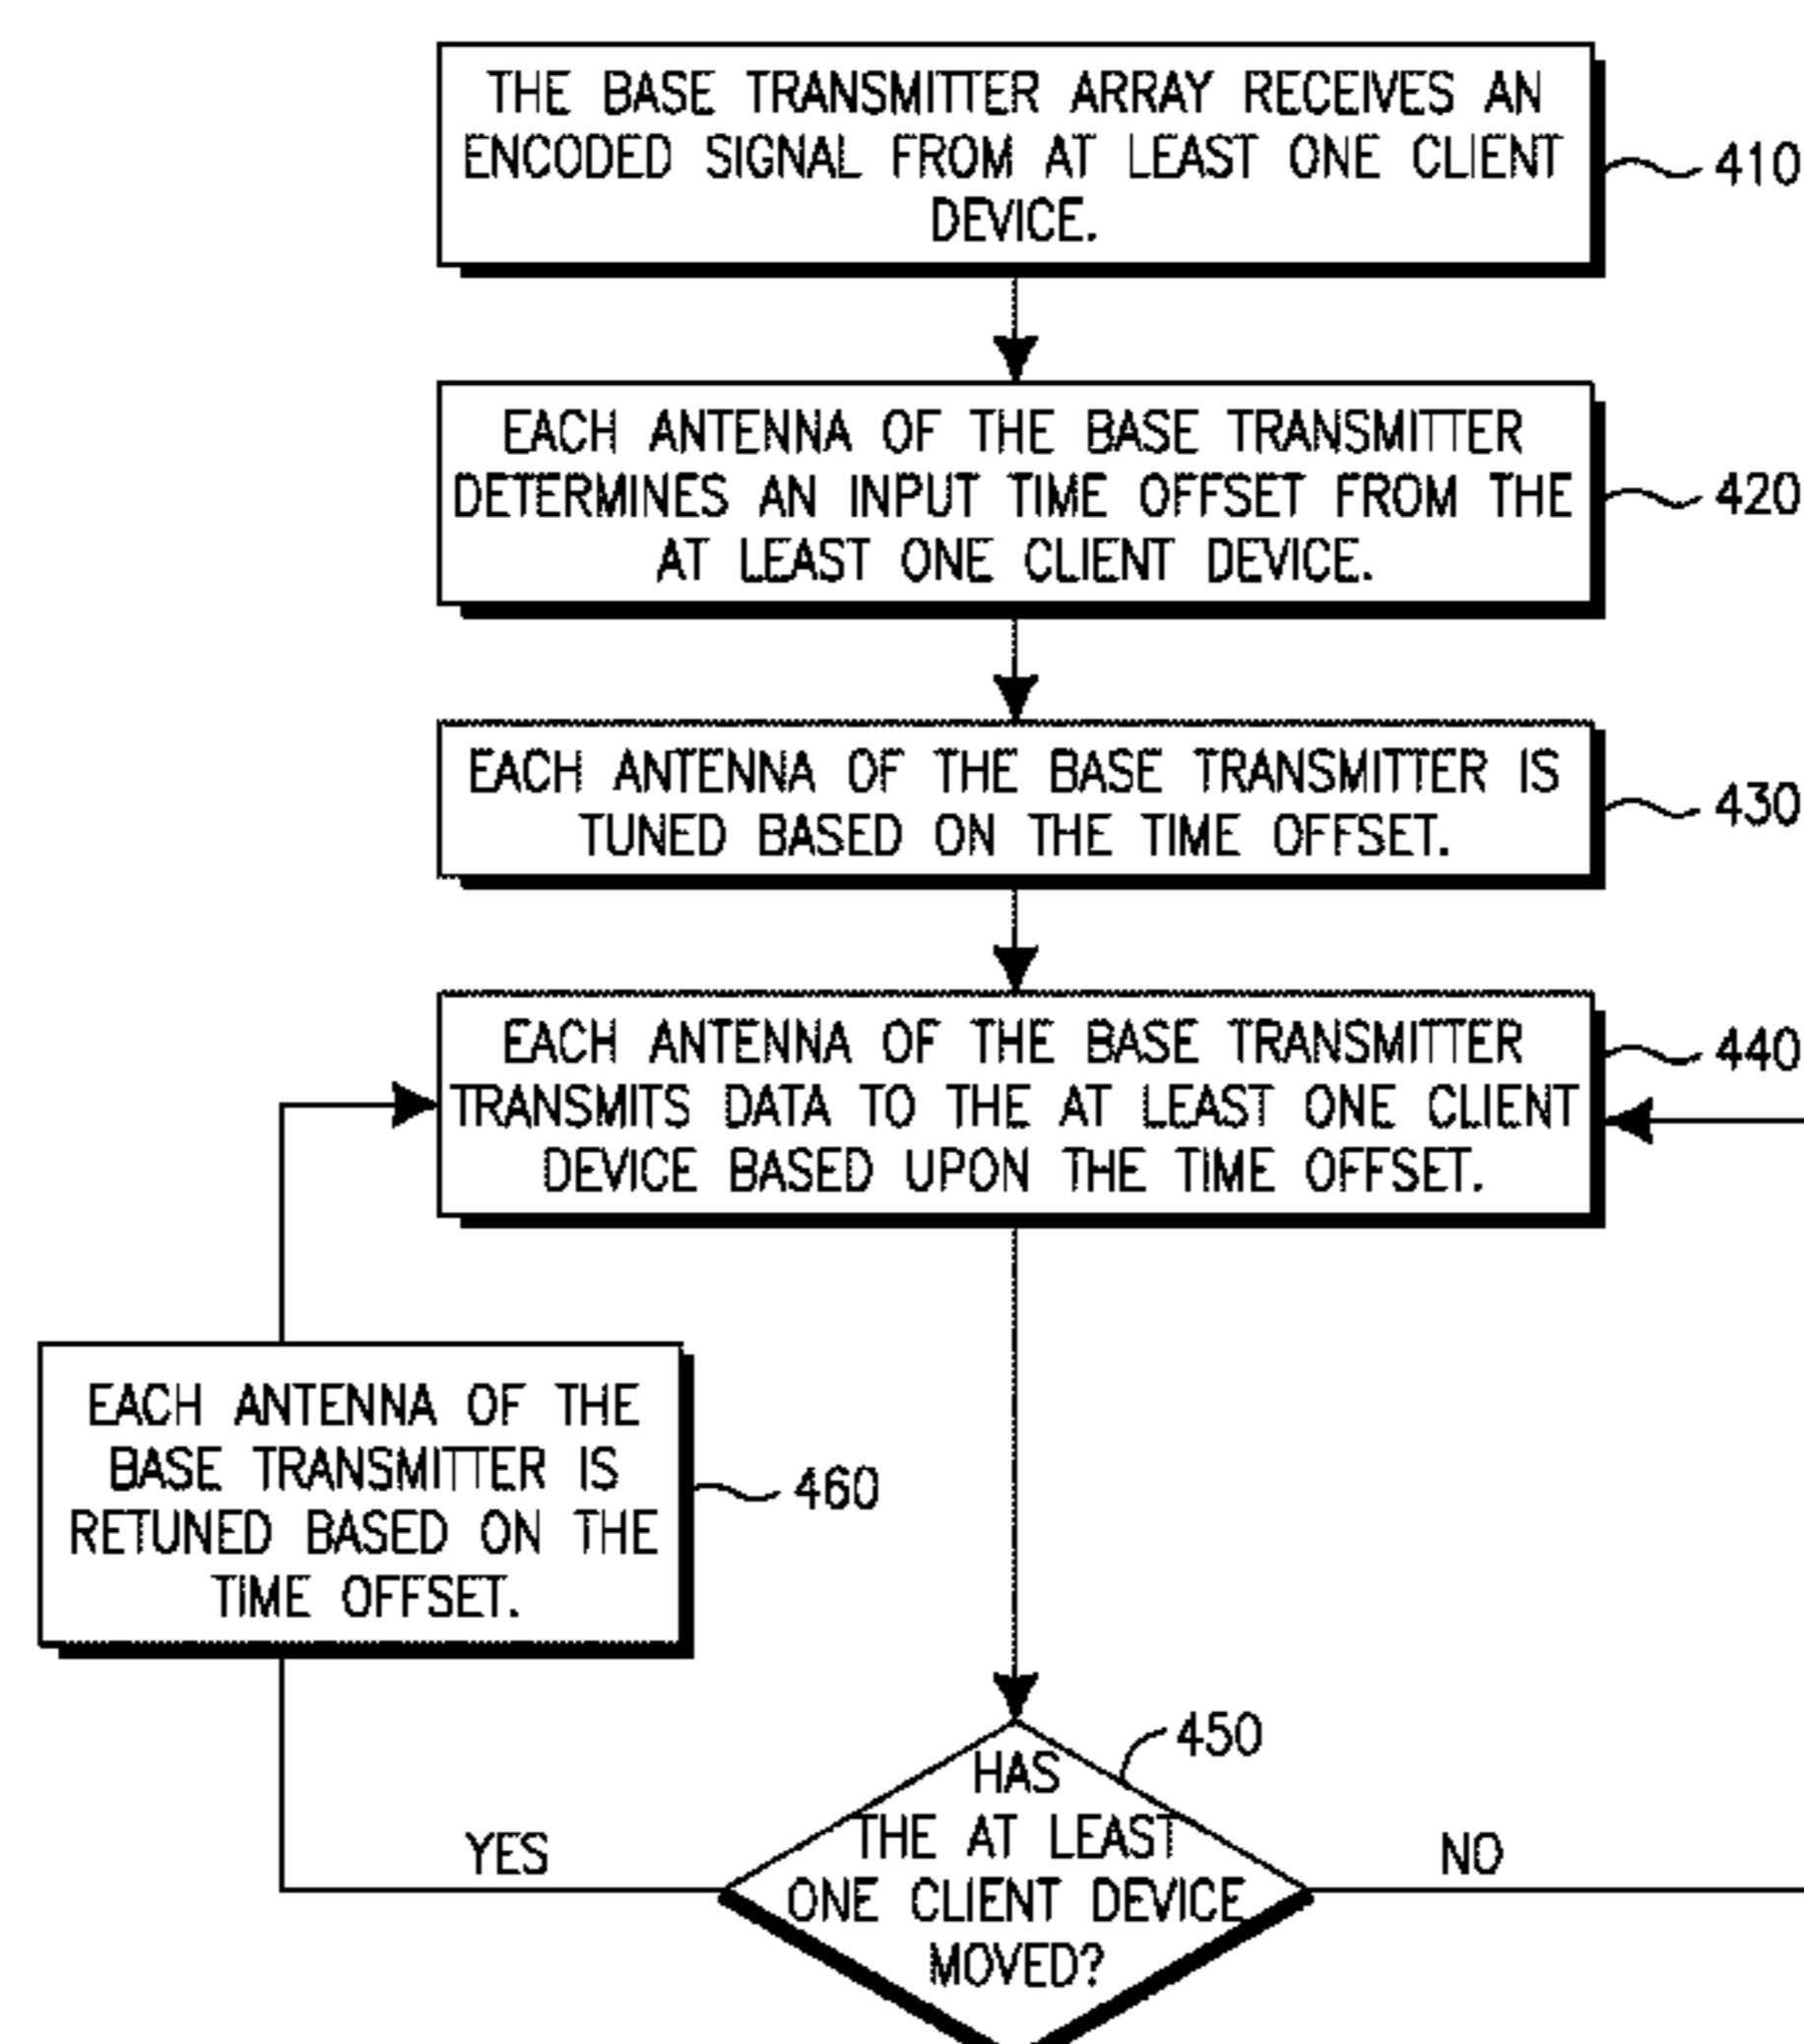 THE BASE TRANSMITTER ARRAY RECEIVES AN
ENCODED SIGNAL FROM AT LEAST ONE CLIENT
DEVICE.
410
EACH ANTENNA OF THE BASE TRANSMITTER
DETERMINES AN INPUT TIME OFFSET FROM THE
AT LEAST ONE CLIENT DEVICE.
420
EACH ANTENNA OF THE BASE TRANSMITTER IS
TUNED BASED ON THE TIME OFFSET.
430
EACH ANTENNA OF THE BASE TRANSMITTER
TRANSMITS DATA TO THE AT LEAST ONE CLIENT
DEVICE BASED UPON THE TIME OFFSET.
440
EACH ANTENNA OF THE
BASE TRANSMITTER IS
RETUNED BASED ON THE
TIME OFFSET.
460
450
HAS
THE AT LEAST
ONE CLIENT DEVICE
MOVED?
YES
NO